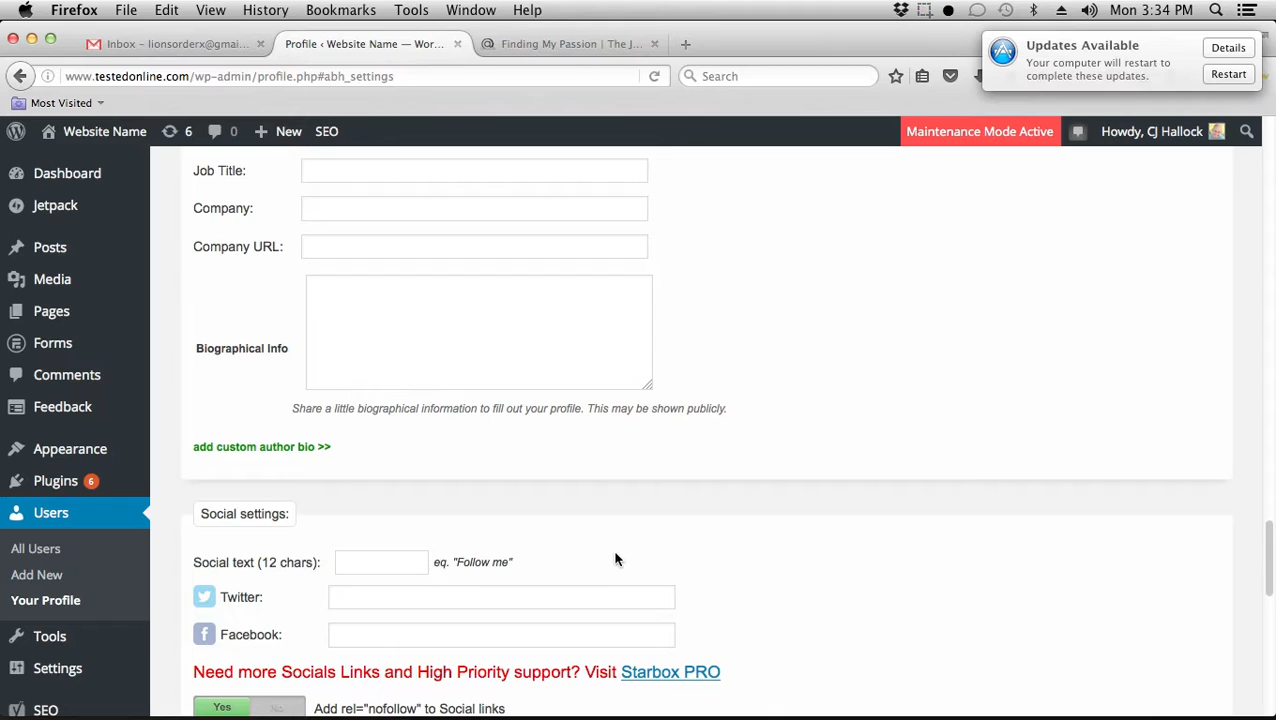 Firefox File Edit View History Bookmarks Tools Window Help Mon 3:34 PM
Inbox ~ lionsorderx@gmai... Profile ‹ Website Name — Wor... Finding My Passion | The J...
Updates Available
Your computer will restart to complete these updates.
Details
Restart
www.testedonline.com/wp-admin/profile.php#abh_settings Search
Most Visited
Website Name 6 0 New SEO Maintenance Mode Active Howdy, CJ Hallock
Dashboard
Jetpack
Posts
Media
Pages
Forms
Comments
Feedback
Appearance
Plugins 6
Users
All Users
Add New
Your Profile
Tools
Settings
SEO
Job Title:
Company:
Company URL:
Biographical Info
Share a little biographical information to fill out your profile. This may be shown publicly.
add custom author bio >>
Social settings:
Social text (12 chars): eq. "Follow me"
Twitter:
Facebook:
Need more Socials Links and High Priority support? Visit Starbox PRO
Yes No Add rel="nofollow" to Social links